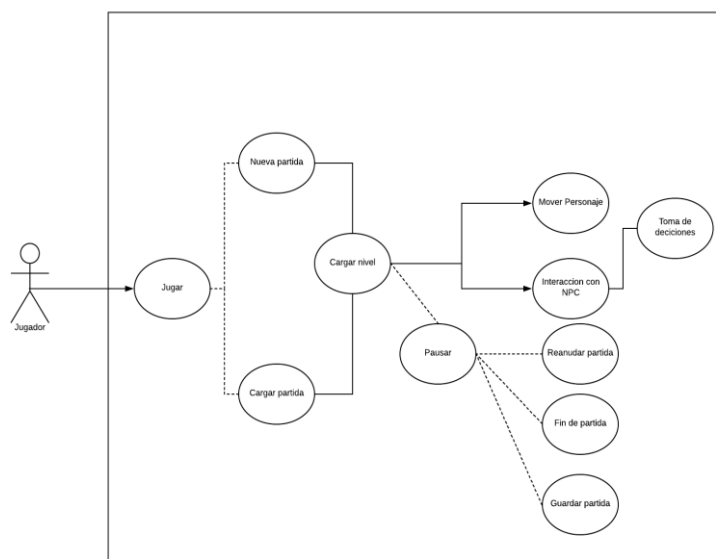 Nueva partida
Mover Personaje
Toma de
deciciones
Cargar nivel
Jugar
Interaccion con
NPC
Jugador
Pausar
Reanudar partida
Cargar partida
Fin de partida
Guardar partida